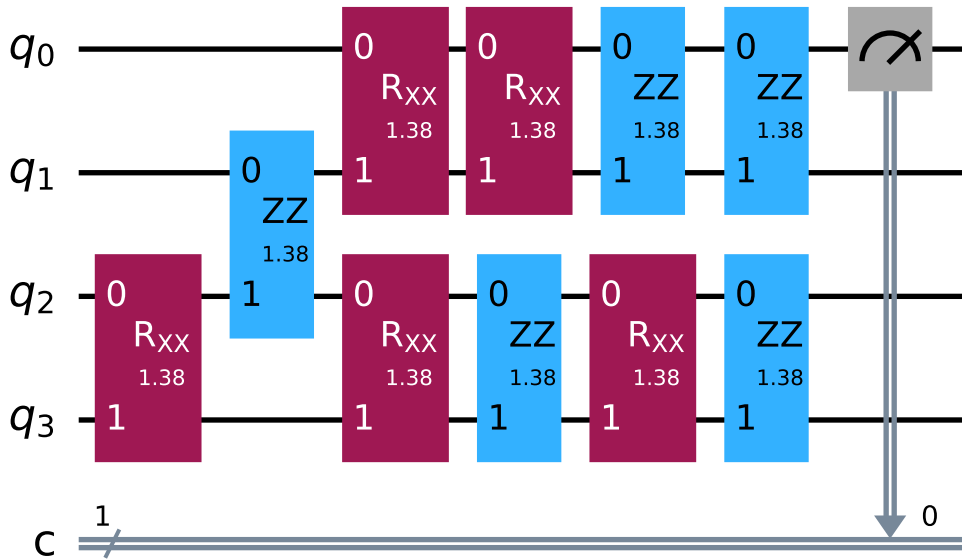 q0 0 0 0 0
RXX RXX ZZ ZZ
1.38 1.38 1.38 1.38
q1 0 1 1 1 1
ZZ
1.38
q2 0 1 0 0 0 0
RXX RXX ZZ RXX ZZ
1.38 1.38 1.38 1.38 1.38
q3 1 1 1 1 1
1 0
c